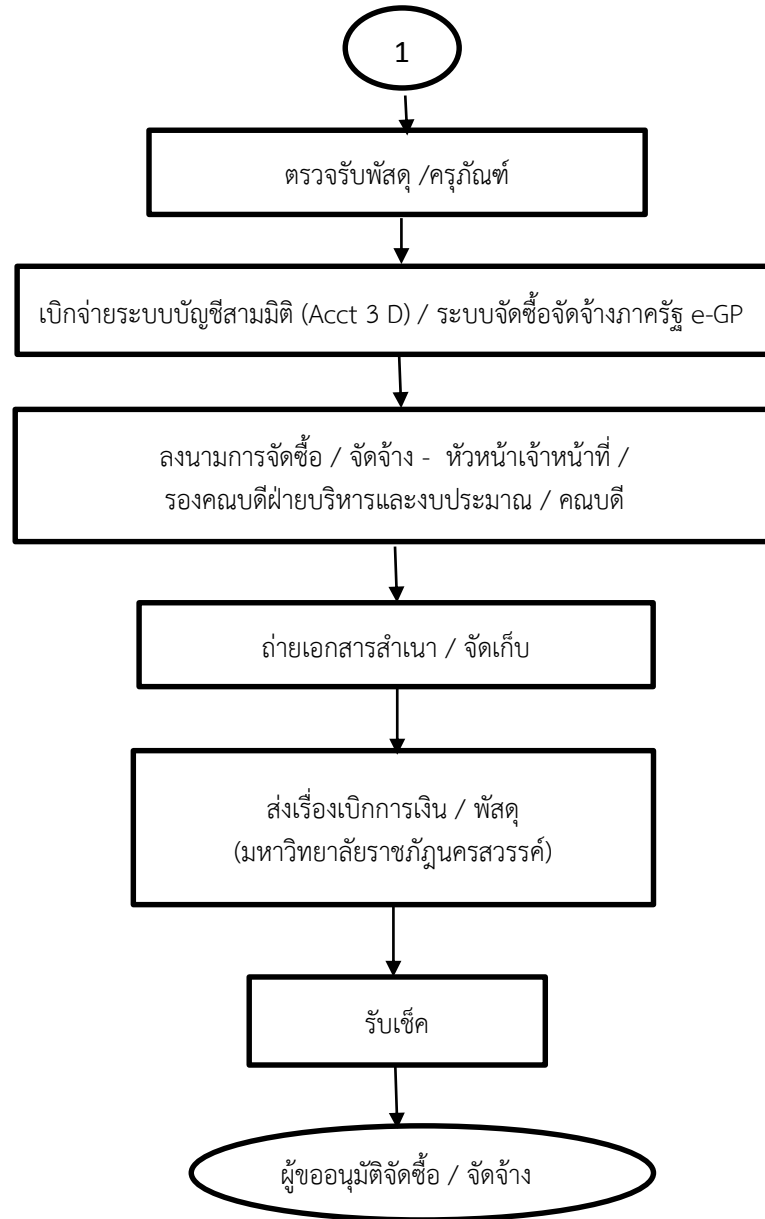 1
ตรวจรับพัสดุ /ครุภัณฑ์
เบิกจ่ายระบบบัญชีสามมิติ (Acct 3 D) / ระบบจัดซื้อจัดจ้างภาครัฐ e-GP
ลงนามการจัดซื้อ / จัดจ้าง - หัวหน้าเจ้าหน้าที่ /
รองคณบดีฝ่ายบริหารและงบประมาณ / คณบดี
ถ่ายเอกสารสำเนา / จัดเก็บ
ส่งเรื่องเบิกการเงิน / พัสดุ
(มหาวิทยาลัยราชภัฏนครสวรรค์)
รับเช็ค
ผู้ขออนุมัติจัดซื้อ / จัดจ้าง